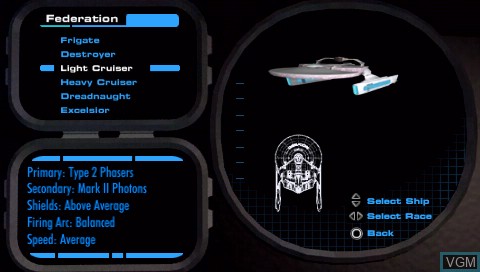 Federation
Frigate
Destroyer
Light Cruiser
Heavy Cruiser
Dreadnaught
Excelsior
Primary: Type 2 Phasers
Secondary: Mark II Photons
Shields: Above Average
Firing Arc: Balanced
Speed: Average
Select Ship
Select Race
Back
VGM